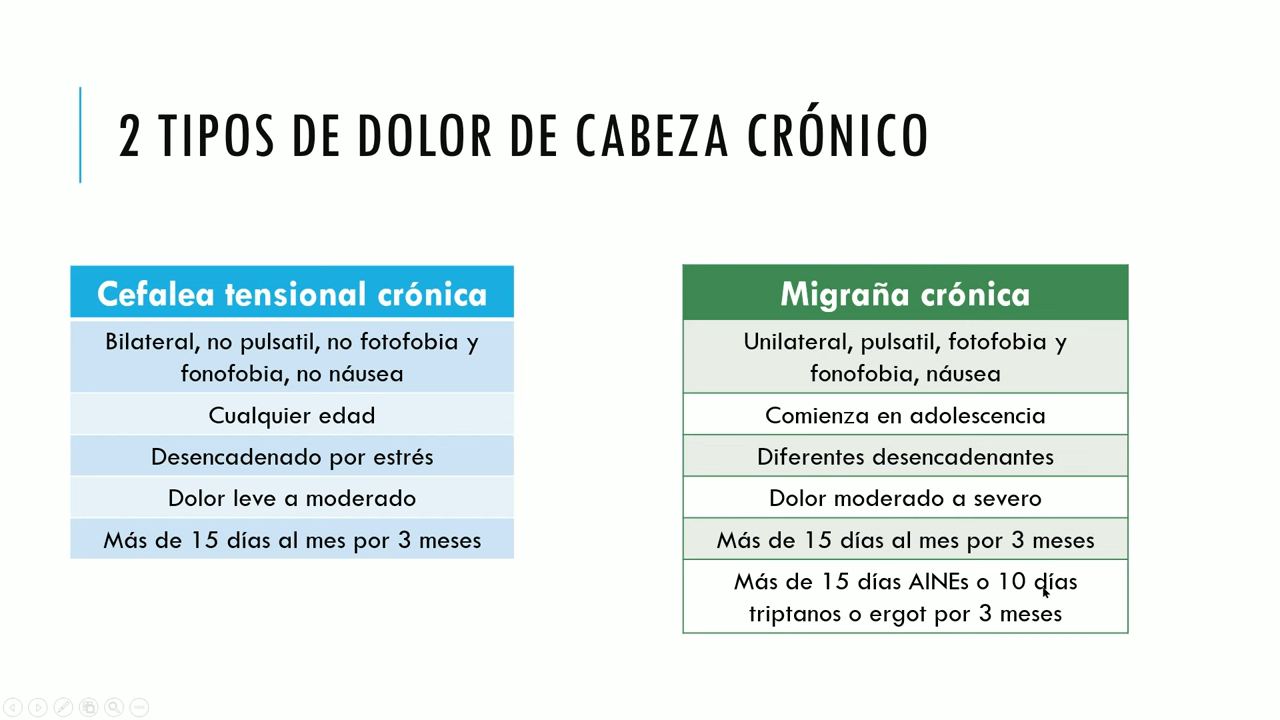 2 TIPOS DE DOLOR DE CABEZA CRÓNICO
Cefalea tensional crónica
Bilateral, no pulsatil, no fotofobia y
fonofobia, no náusea
Cualquier edad
Desencadenado por estrés
Dolor leve a moderado
Más de 15 días al mes por 3 meses
Migraña crónica
Unilateral, pulsatil, fotofobia y
fonofobia, náusea
Comienza en adolescencia
Diferentes desencadenantes
Dolor moderado a severo
Más de 15 días al mes por 3 meses
Más de 15 días AINEs o 10 días
triptanos o ergot por 3 meses